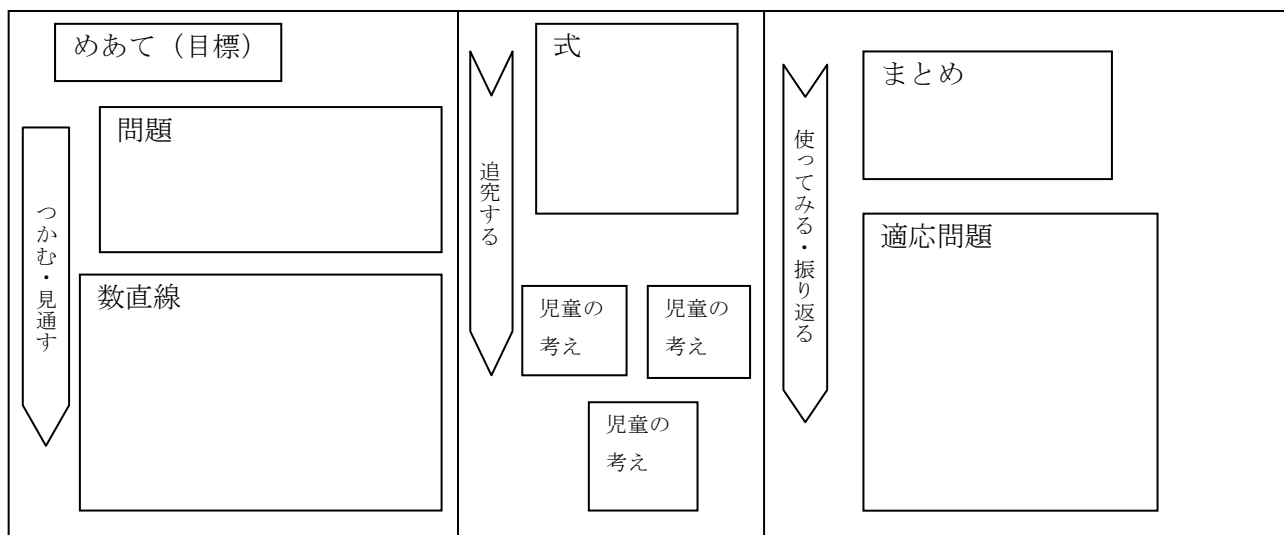 めあて（目標）
問題
つかむ・見通す
数直線
式
追究する
児童の
考え
児童の
考え
児童の
考え
まとめ
使ってみる・振り返る
適応問題